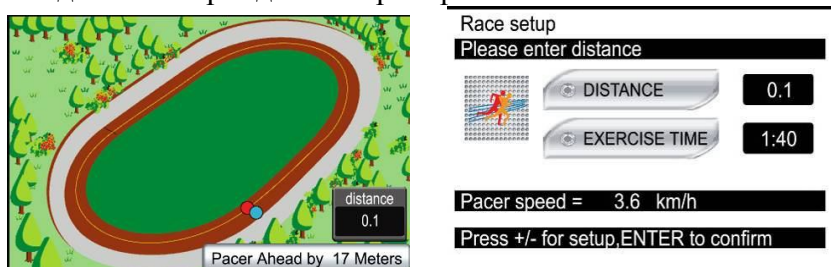 distance
0.1
Pacer Ahead by 17 Meters
Race setup
Please enter distance
DISTANCE 0.1
EXERCISE TIME 1:40
Pacer speed = 3.6 km/h
Press +/- for setup,ENTER to confirm